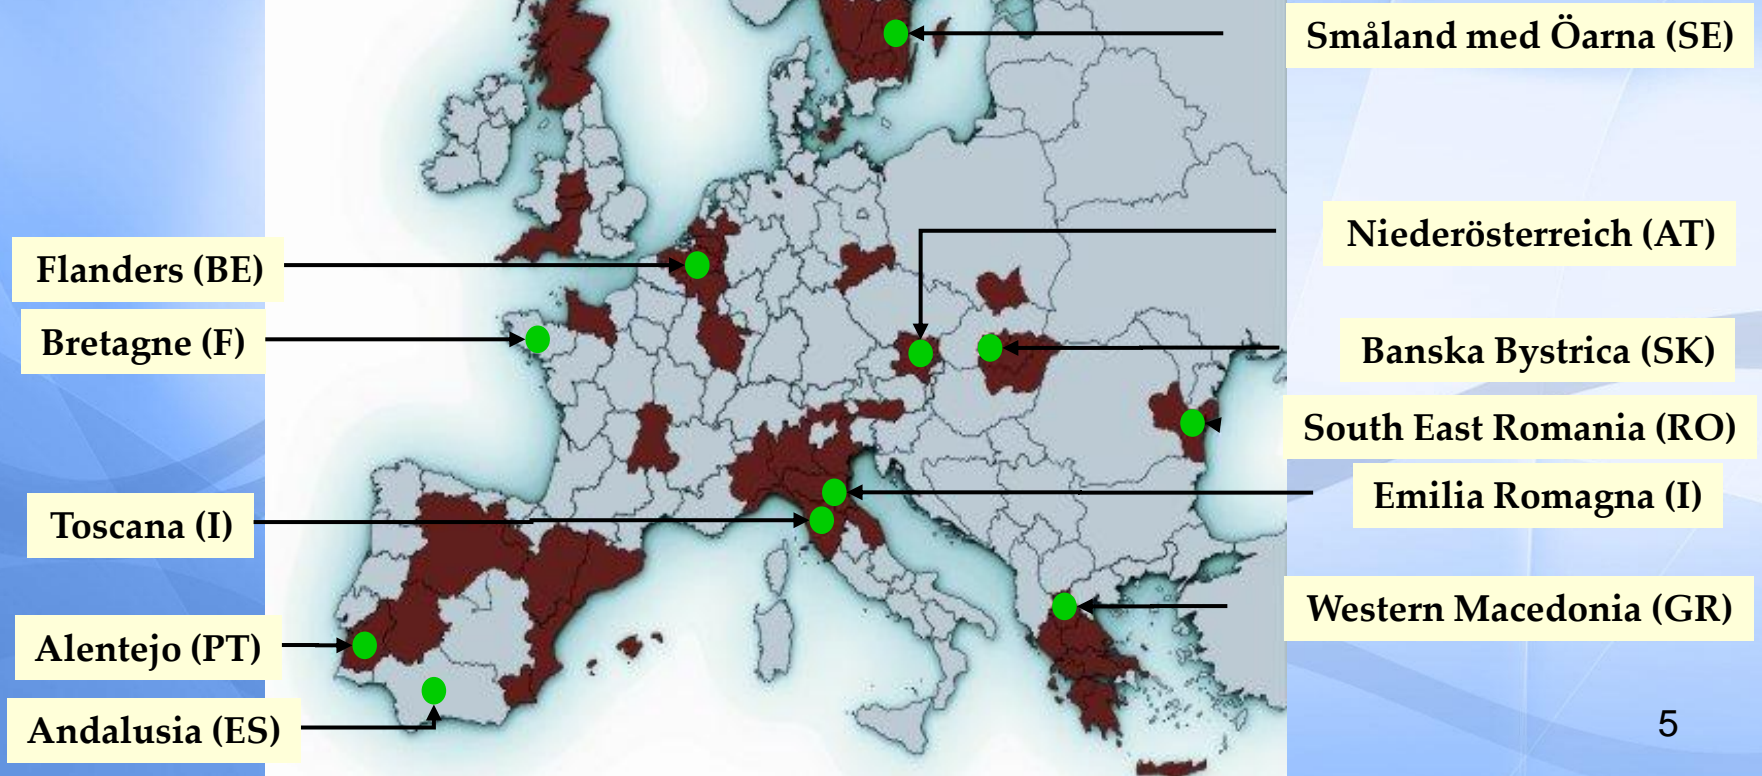 Småland med Öarna (SE)
Niederösterreich (AT)
Flanders (BE)
Bretagne (F)
Banska Bystrica (SK)
South East Romania (RO)
Emilia Romagna (I)
Toscana (I)
Western Macedonia (GR)
Alentejo (PT)
Andalusia (ES)
5